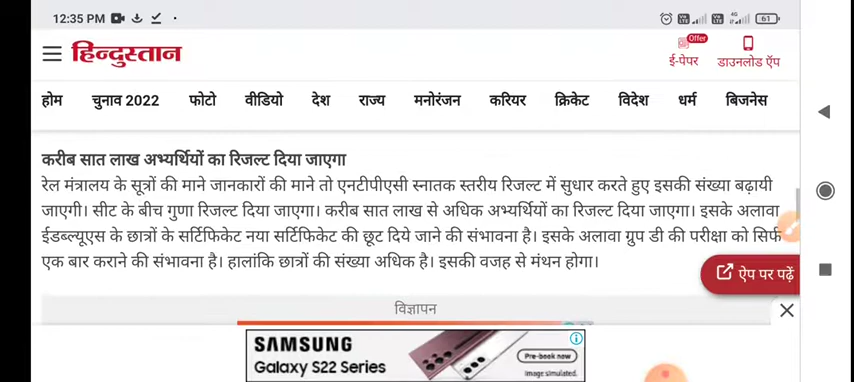 12:35 PM
61
हिन्दुस्तान
Offer
ई-पेपर
डाउनलोड ऍप
होम चुनाव 2022 फोटो वीडियो देश राज्य मनोरंजन करियर क्रिकेट विदेश धर्म बिजनेस
करीब सात लाख अभ्यर्थियों का रिजल्ट दिया जाएगा
रेल मंत्रालय के सूत्रों की माने जानकारों की माने तो एनटीपीएसी स्नातक स्तरीय रिजल्ट में सुधार करते हुए इसकी संख्या बढ़ायी
जाएगी। सीट के बीच गुणा रिजल्ट दिया जाएगा। करीब सात लाख से अधिक अभ्यर्थियों का रिजल्ट दिया जाएगा। इसके अलावा
ईडब्ल्यूएस के छात्रों के सर्टिफिकेट नया सर्टिफिकेट की छूट दिये जाने की संभावना है। इसके अलावा ग्रुप डी की परीक्षा को सिर्फ
एक बार कराने की संभावना है। हालांकि छात्रों की संख्या अधिक है। इसकी वजह से मंथन होगा।
ऐप पर पढ़ें
विज्ञापन
SAMSUNG
Galaxy S22 Series
Pre-book now
Image simulated.